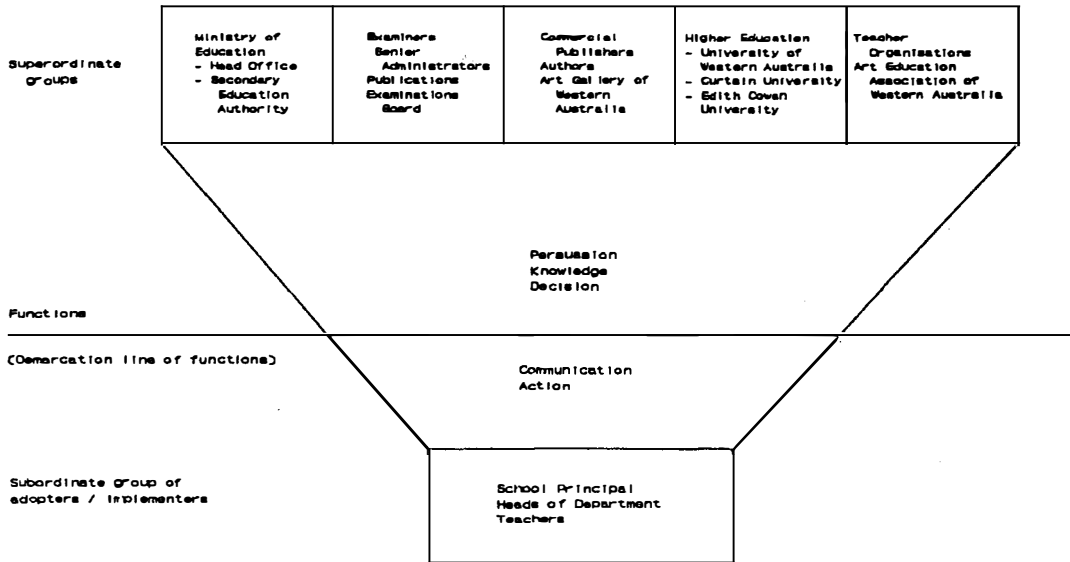 Superordinate
groups
Ministry of
Education
- Head Office
- Secondary
Education
Authority
Examiners
Senior
Administrators
Publications
Examinations
Board
Commercial
Publishers
Authors
Art Gallery of
Western
Australia
Higher Education
- University of
Western Australia
- Curtain University
- Edith Cowan
University
Teacher
Organisations
Art Education
Association of
Western Australia
Persuasion
Knowledge
Decision
Functions
(Demarcation line of functions)
Communication
Action
Subordinate group of
adopters / implementers
School Principal
Heads of Department
Teachers